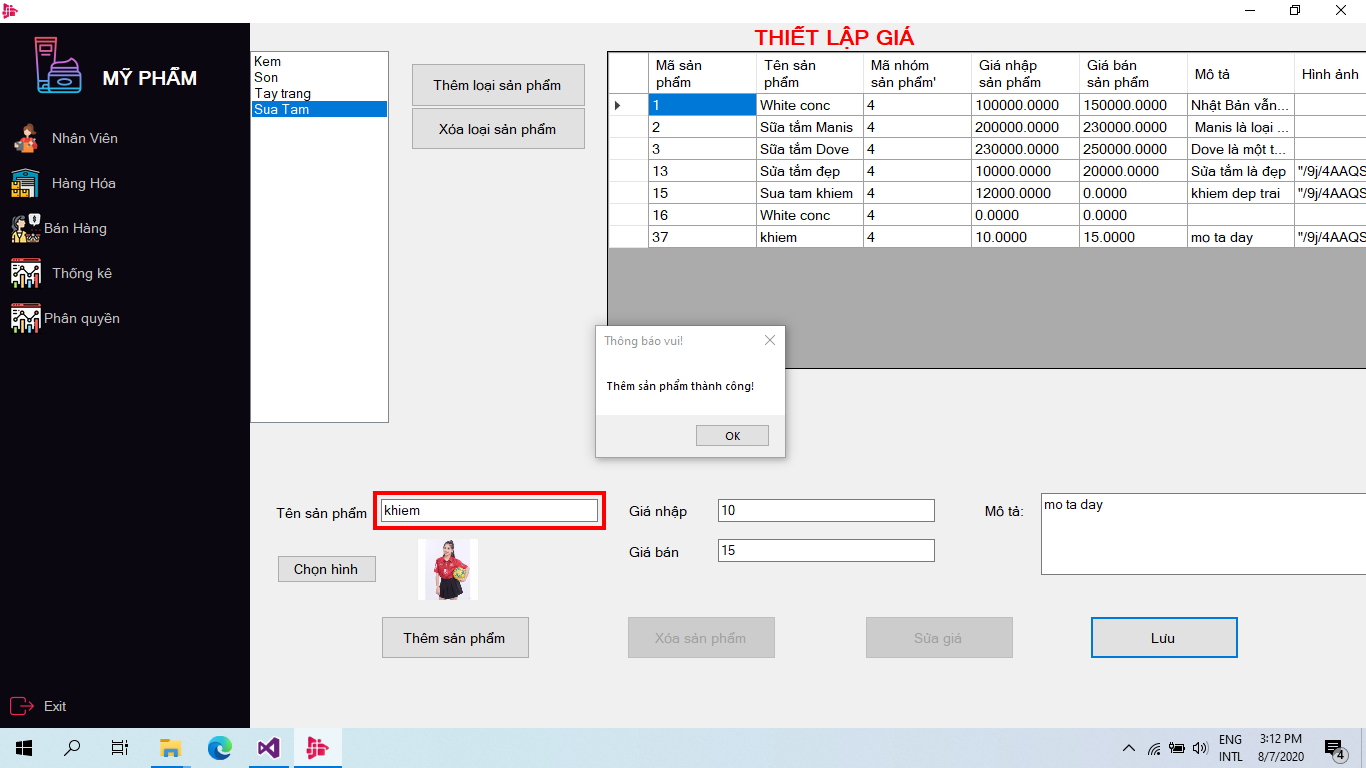 MỸ PHẨM
Nhân Viên
Hàng Hóa
Bán Hàng
Thống kê
Phân quyền
Exit
Kem
Son
Tay trang
Sua Tam
Thêm loại sản phẩm
Xóa loại sản phẩm
THIẾT LẬP GIÁ
Mã sản phẩm Tên sản phẩm Mã nhóm sản phẩm' Giá nhập sản phẩm Giá bán sản phẩm Mô tả Hình ảnh
1 White conc 4 100000.0000 150000.0000 Nhật Bản vẫn...
2 Sữa tắm Manis 4 200000.0000 230000.0000 Manis là loại ...
3 Sữa tắm Dove 4 230000.0000 250000.0000 Dove là một t...
13 Sửa tắm đẹp 4 10000.0000 20000.0000 Sửa tắm là đẹp "/9j/4AAQS
15 Sua tam khiem 4 12000.0000 0.0000 khiem dep trai "/9j/4AAQS
16 White conc 4 0.0000 0.0000
37 khiem 4 10.0000 15.0000 mo ta day "/9j/4AAQS
Thông báo vui!
Thêm sản phẩm thành công!
OK
Tên sản phẩm khiem
Giá nhập 10
Mô tả: mo ta day
Chọn hình
Giá bán 15
Thêm sản phẩm
Xóa sản phẩm
Sửa giá
Lưu
ENG
INTL
3:12 PM
8/7/2020
4